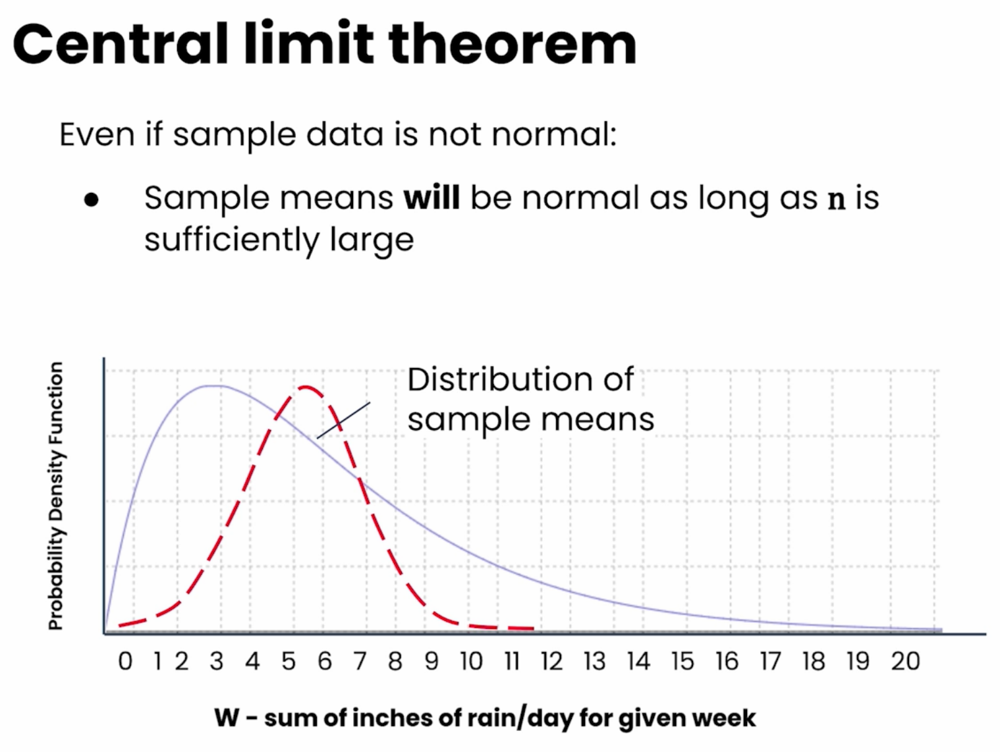 Central limit theorem
Even if sample data is not normal:
● Sample means will be normal as long as n is
sufficiently large
Distribution of
sample means
Probability Density Function
0 1 2 3 4 5 6 7 8 9 10 11 12 13 14 15 16 17 18 19 20
W - sum of inches of rain/day for given week